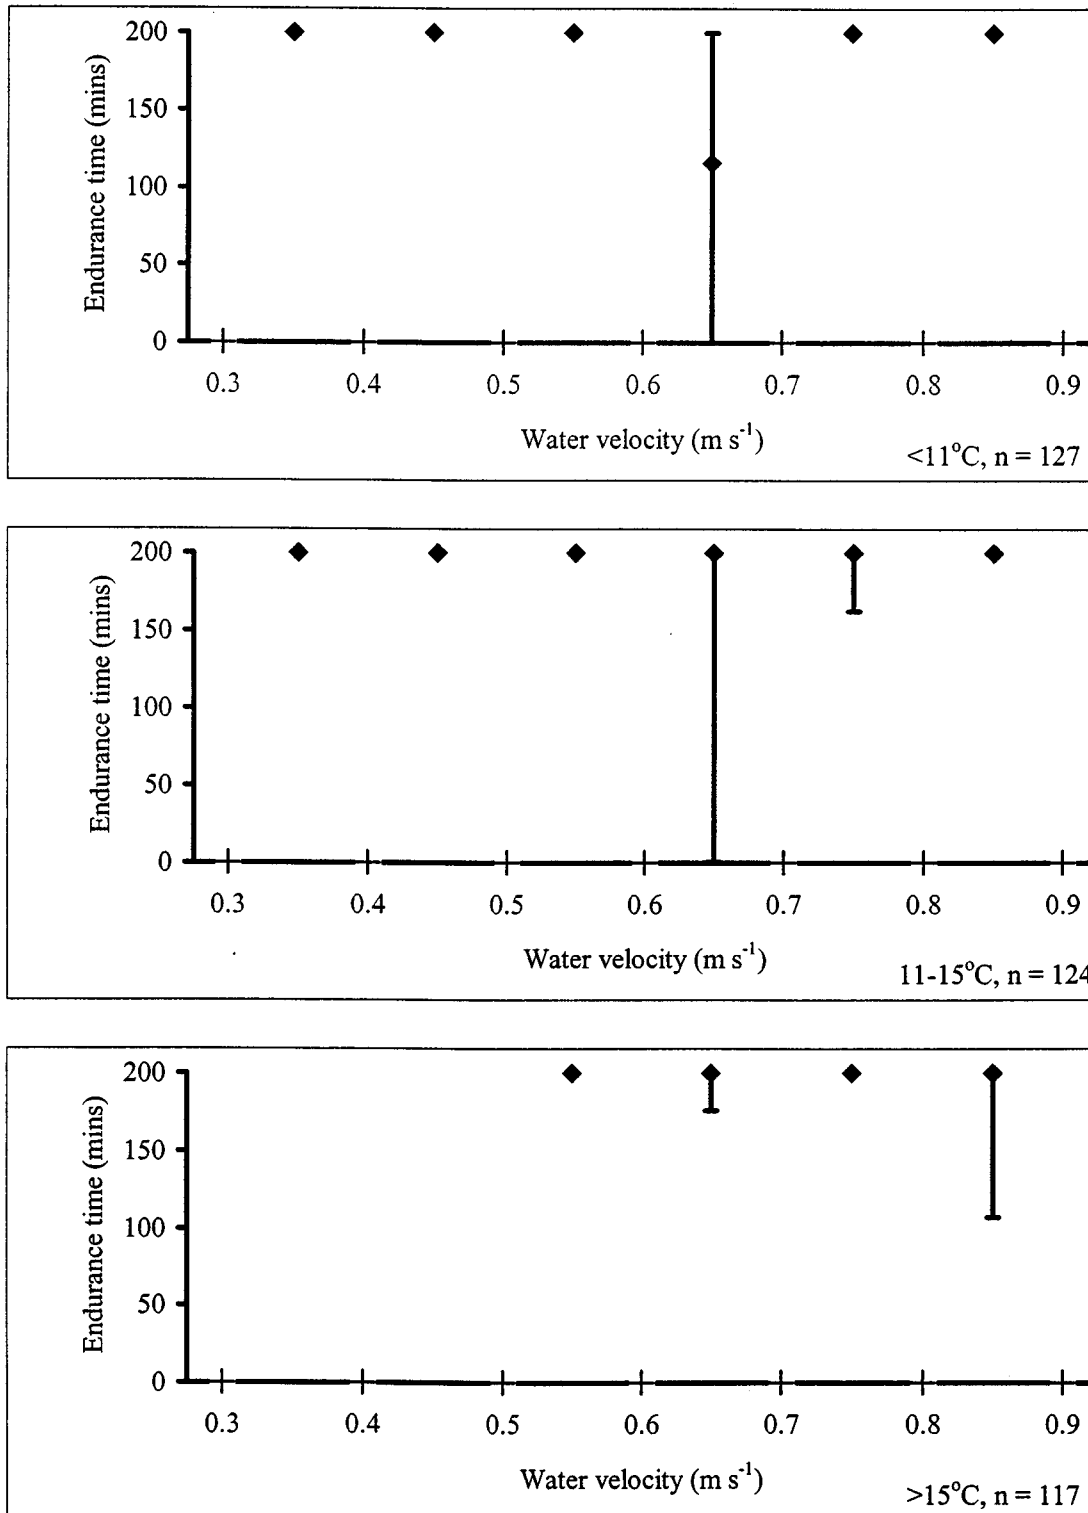 200
150
100
50
0
Endurance time (mins)
0.3 0.4 0.5 0.6 0.7 0.8 0.9
Water velocity (m s⁻¹)
<11°C, n = 127
200
150
100
50
0
Endurance time (mins)
0.3 0.4 0.5 0.6 0.7 0.8 0.9
Water velocity (m s⁻¹)
11-15°C, n = 124
200
150
100
50
0
Endurance time (mins)
0.3 0.4 0.5 0.6 0.7 0.8 0.9
Water velocity (m s⁻¹)
>15°C, n = 117